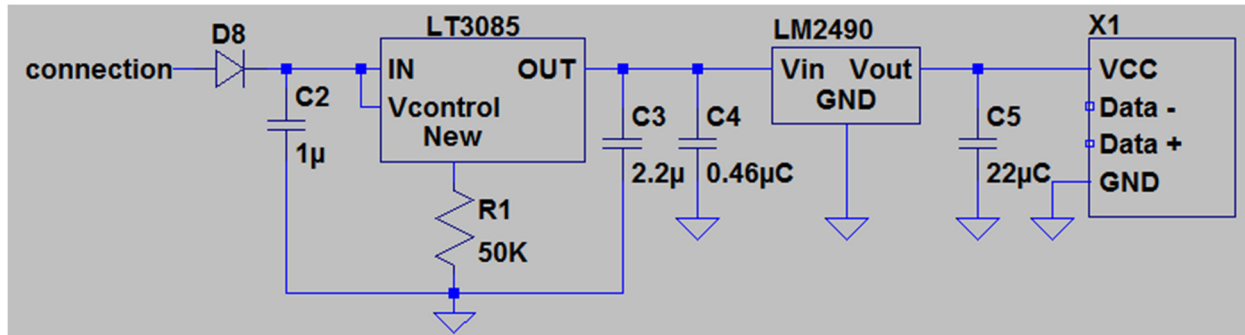 connection
D8
C2
1µ
LT3085
IN
OUT
Vcontrol
New
R1
50K
C3
2.2µ
C4
0.46µC
LM2490
Vin
Vout
GND
C5
22µC
X1
VCC
Data -
Data +
GND